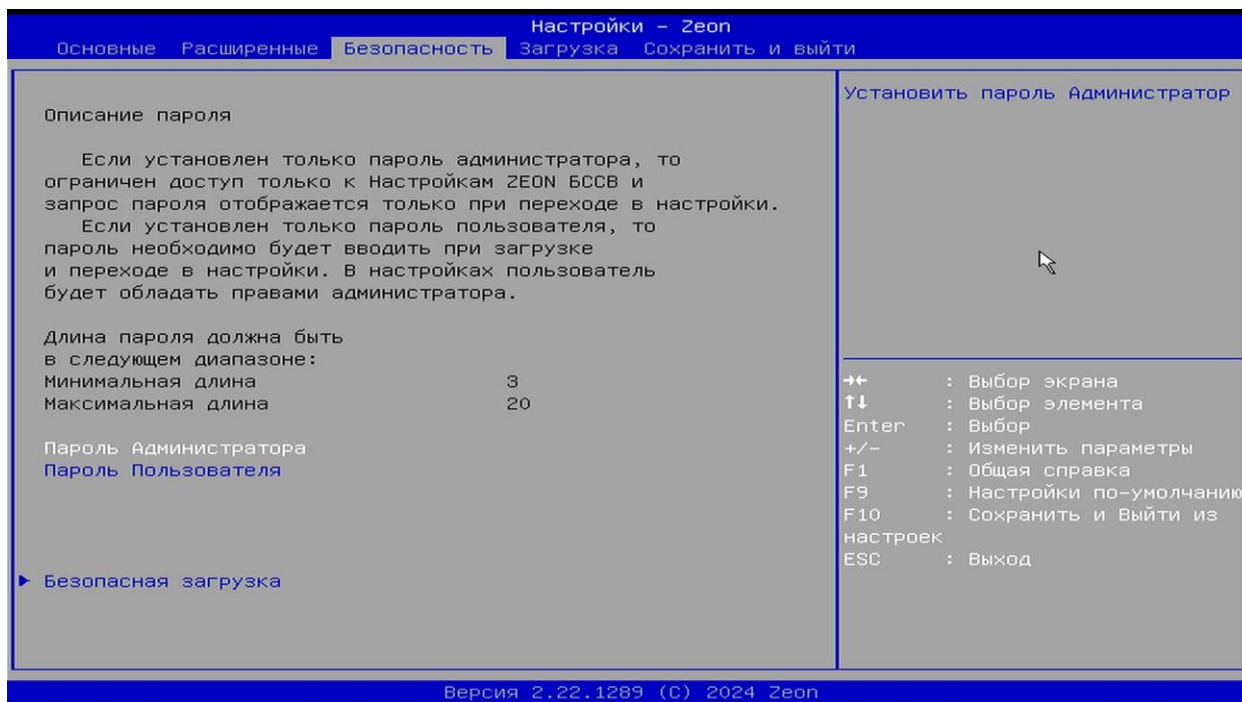 Настройки – Zeon
Основные Расширенные Безопасность Загрузка Сохранить и выйти
Описание пароля
Если установлен только пароль администратора, то
ограничен доступ только к Настройкам ZEON БССВ и
запрос пароля отображается только при переходе в настройки.
Если установлен только пароль пользователя, то
пароль необходимо будет вводить при загрузке
и переходе в настройки. В настройках пользователь
будет обладать правами администратора.
Длина пароля должна быть
в следующем диапазоне:
Минимальная длина 3
Максимальная длина 20
Пароль Администратора
Пароль Пользователя
Безопасная загрузка
Установить пароль Администратор
→← : Выбор экрана
↑↓ : Выбор элемента
Enter : Выбор
+/– : Изменить параметры
F1 : Общая справка
F9 : Настройки по-умолчанию
F10 : Сохранить и Выйти из
настроек
ESC : Выход
Версия 2.22.1289 (C) 2024 Zeon